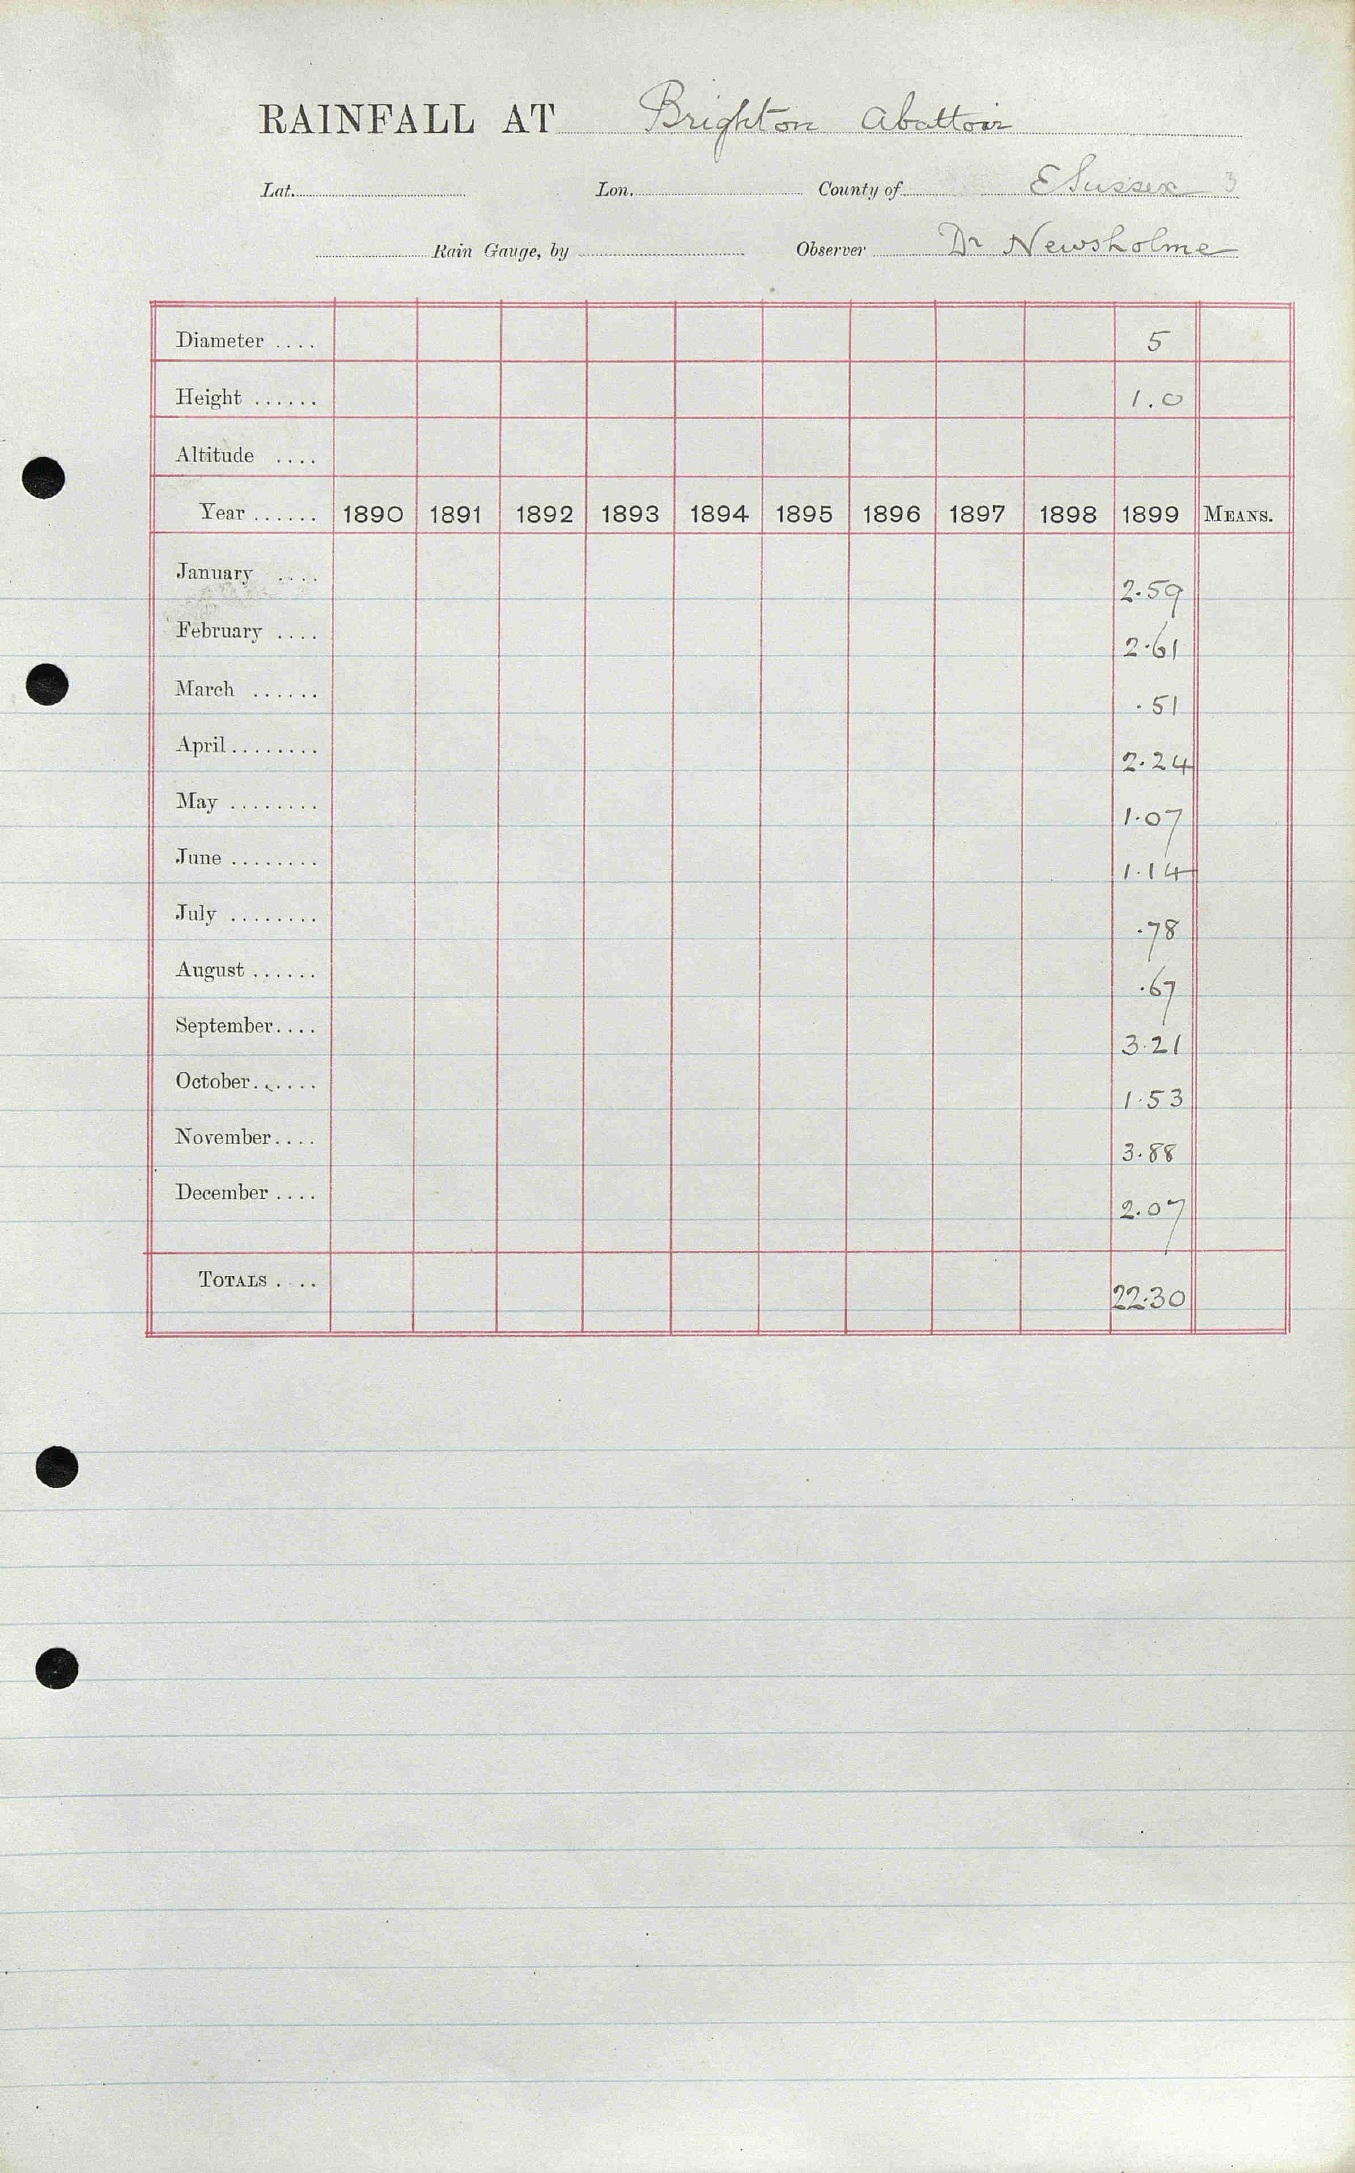 RAINFALL AT Brighton Abattoir
Lat. Lon. County of E Sussex 3
Rain Gauge, by Observer Dr Newsholme
Diameter .... 5
Height ...... 1.0
Altitude ....
Year ...... 1890 1891 1892 1893 1894 1895 1896 1897 1898 1899 MEANS.
January .... 2.59
February .... 2.61
March ...... .51
April ........ 2.24
May ........ 1.07
June ........ 1.14
July ........ .78
August ...... .67
September.... 3.21
October...... 1.53
November.... 3.88
December .... 2.07
TOTALS .... 22.30